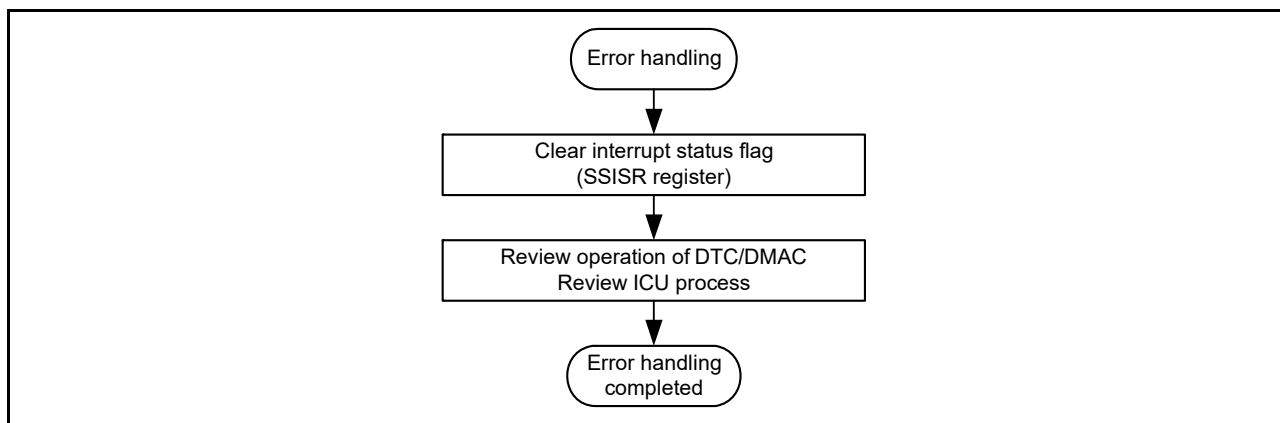 Error handling
Clear interrupt status flag
(SSISR register)
Review operation of DTC/DMAC
Review ICU process
Error handling
completed